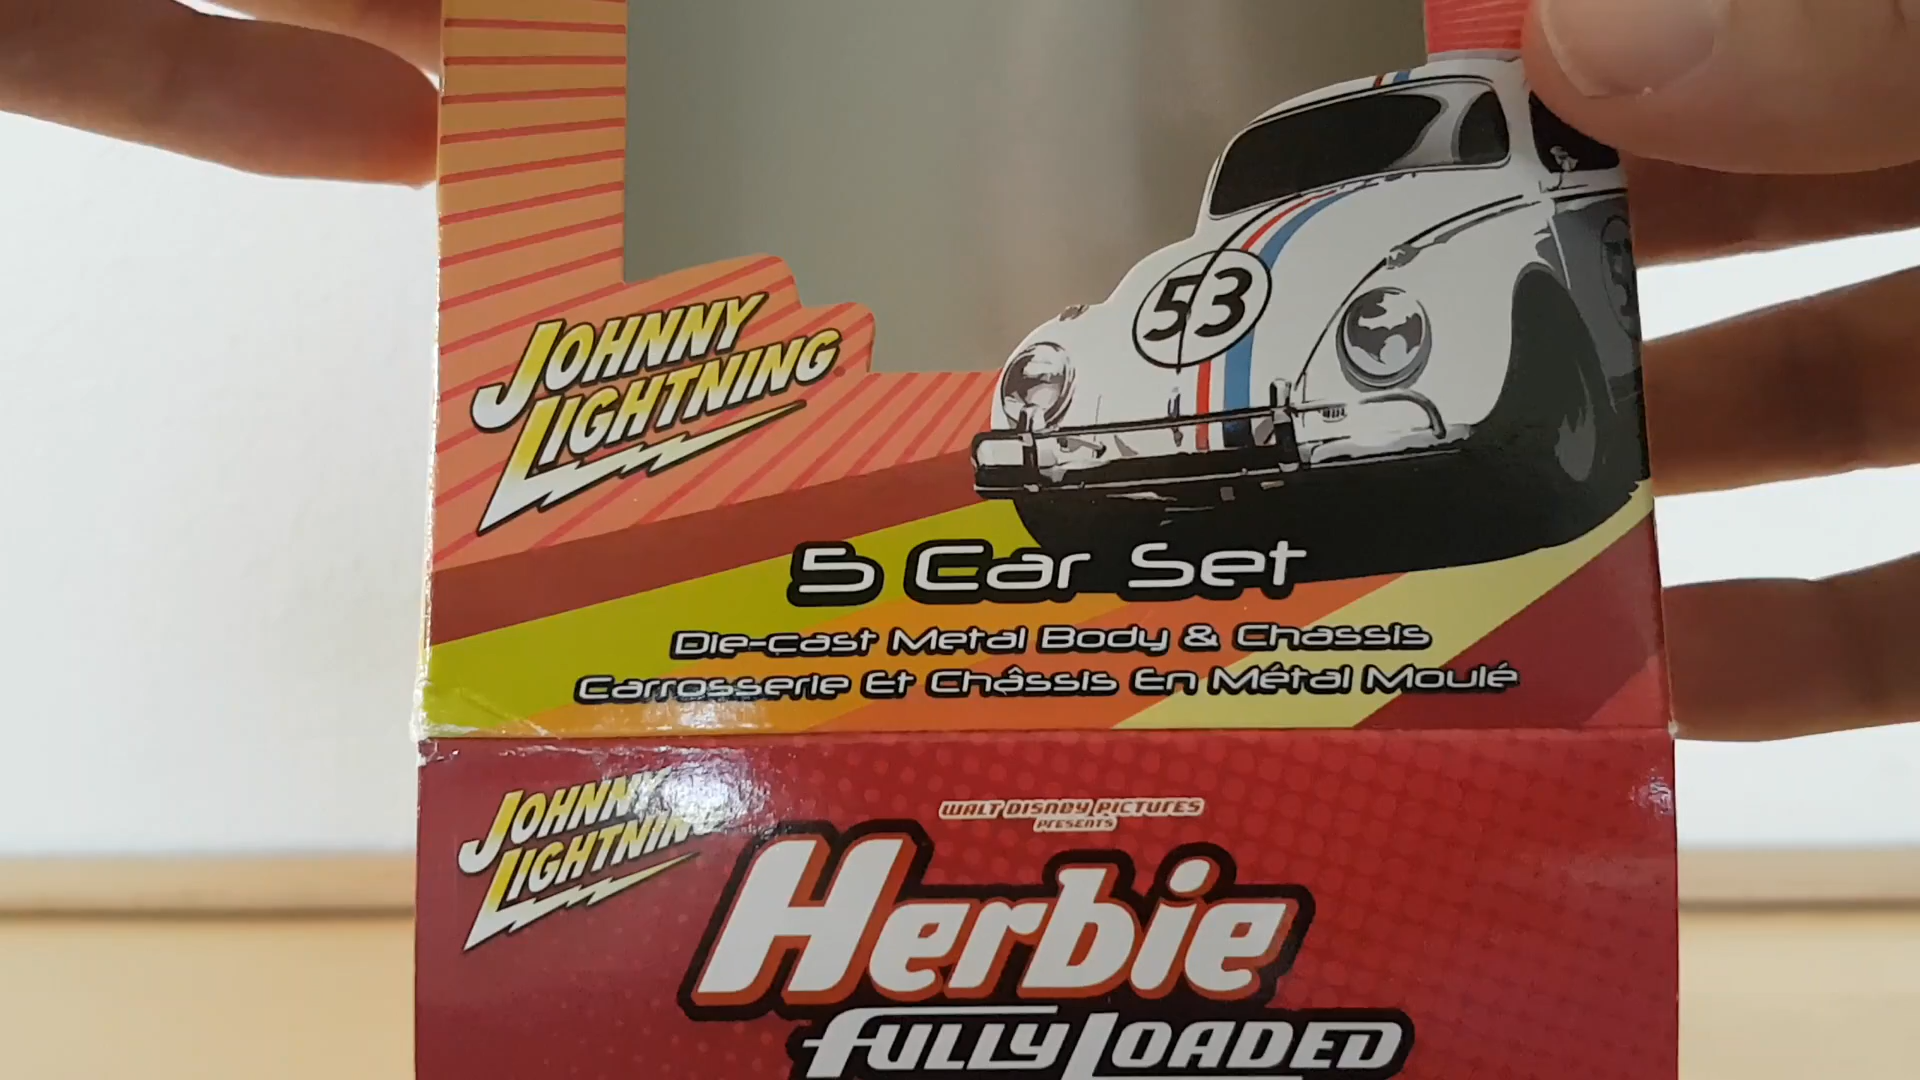 JOHNNY
LIGHTNING
53
5 Car Set
Die-cast Metal Body & Chassis
Carrosserie Et Châssis En Métal Moulé
JOHNNY
LIGHTNING
WALT DISNEY PICTURES
PRESENTS
Herbie
FULLY LOADED